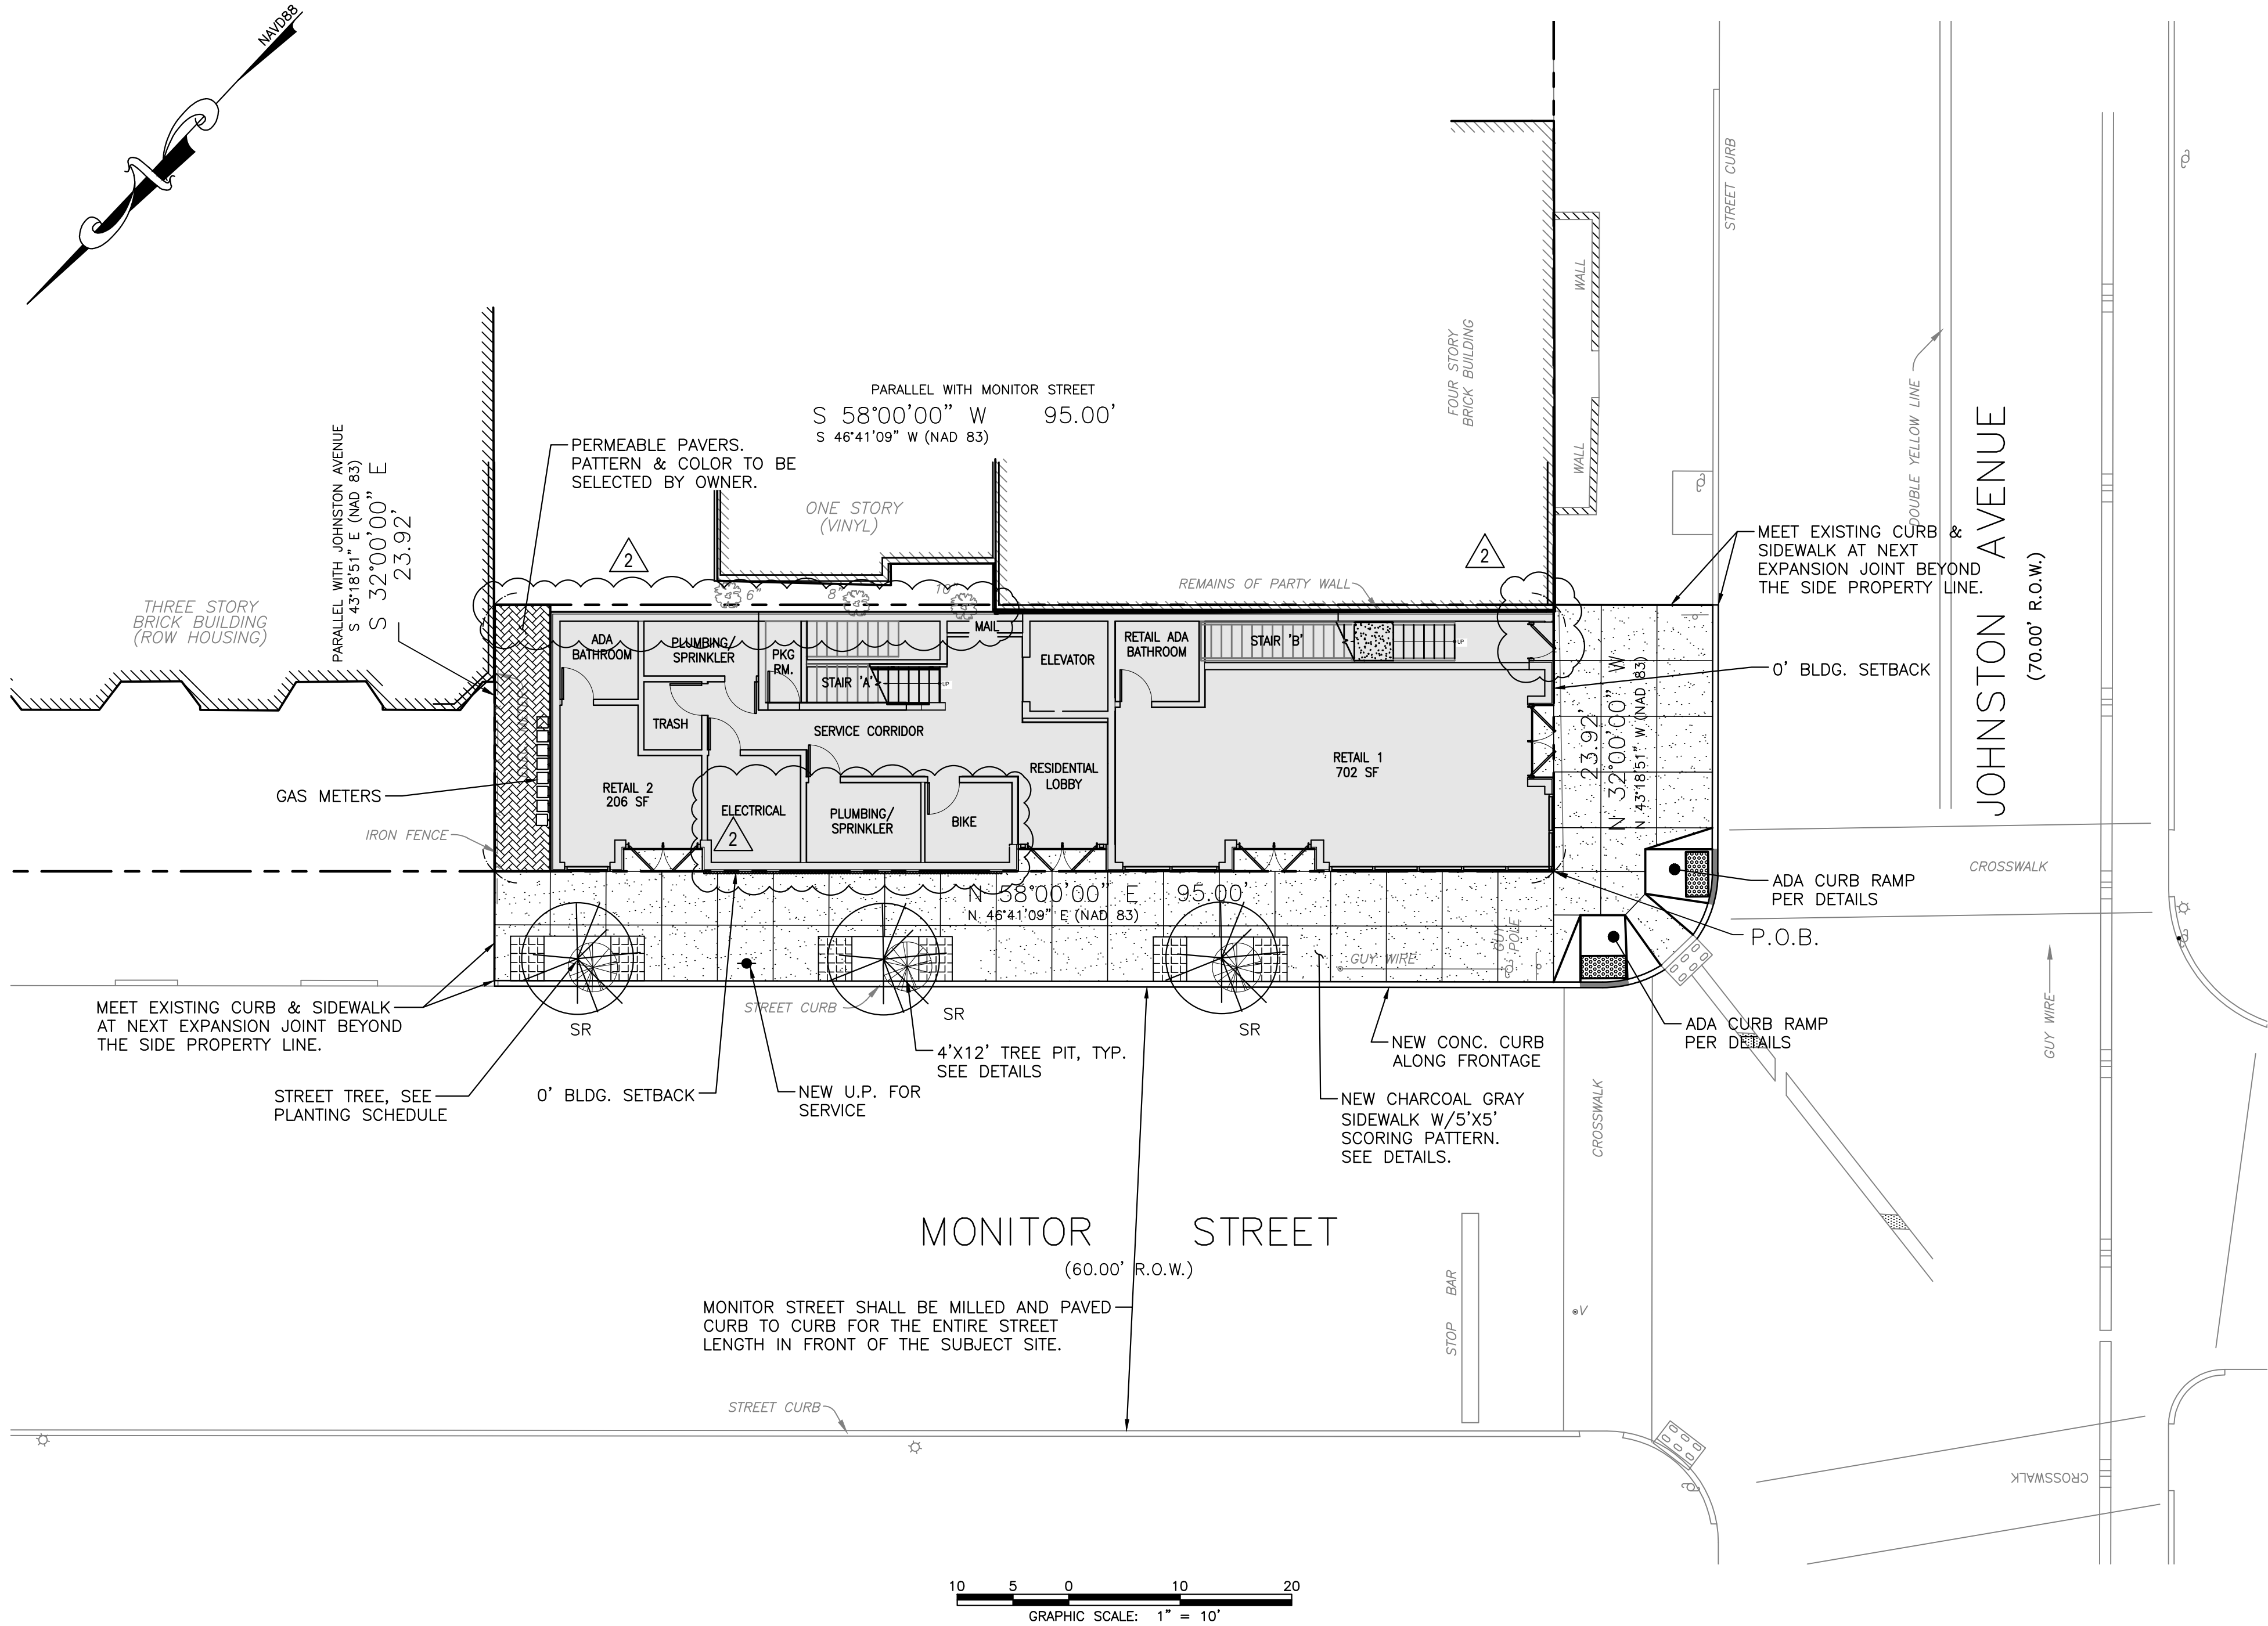 NAVD88
PARALLEL WITH MONITOR STREET
S 58°00'00" W 95.00'
S 46°41'09" W (NAD 83)
PERMEABLE PAVERS.
PATTERN & COLOR TO BE
SELECTED BY OWNER.
ONE STORY
(VINYL)
PARALLEL WITH JOHNSTON AVENUE
S 43°18'51" E (NAD 83)
S 32°00'00" E
23.92'
THREE STORY
BRICK BUILDING
(ROW HOUSING)
FOUR STORY
BRICK BUILDING
WALL
WALL
STREET CURB
DOUBLE YELLOW LINE
JOHNSTON AVENUE
(70.00' R.O.W.)
MEET EXISTING CURB &
SIDEWALK AT NEXT
EXPANSION JOINT BEYOND
THE SIDE PROPERTY LINE.
2
2
6"
8"
10"
REMAINS OF PARTY WALL
ADA
BATHROOM
PLUMBING/
SPRINKLER
PKG
RM.
STAIR 'A'
UP
MAIL
ELEVATOR
RETAIL ADA
BATHROOM
STAIR 'B'
UP
0' BLDG. SETBACK
TRASH
SERVICE CORRIDOR
RETAIL 2
206 SF
ELECTRICAL
2
PLUMBING/
SPRINKLER
BIKE
RESIDENTIAL
LOBBY
RETAIL 1
702 SF
23.92'
N 32°00'00" W
N 43°18'51" W (NAD 83)
GAS METERS
IRON FENCE
CROSSWALK
ADA CURB RAMP
PER DETAILS
P.O.B.
N 58°00'00" E 95.00'
N 46°41'09" E (NAD 83)
GUY
POLE
GUY WIRE
GUY WIRE
MEET EXISTING CURB & SIDEWALK
AT NEXT EXPANSION JOINT BEYOND
THE SIDE PROPERTY LINE.
SR
STREET CURB
SR
SR
4'X12' TREE PIT, TYP.
SEE DETAILS
NEW CONC. CURB
ALONG FRONTAGE
ADA CURB RAMP
PER DETAILS
STREET TREE, SEE
PLANTING SCHEDULE
0' BLDG. SETBACK
NEW U.P. FOR
SERVICE
NEW CHARCOAL GRAY
SIDEWALK W/5'X5'
SCORING PATTERN.
SEE DETAILS.
CROSSWALK
MONITOR STREET
(60.00' R.O.W.)
MONITOR STREET SHALL BE MILLED AND PAVED
CURB TO CURB FOR THE ENTIRE STREET
LENGTH IN FRONT OF THE SUBJECT SITE.
STOP BAR
V
STREET CURB
CROSSWALK
10 5 0 10 20
GRAPHIC SCALE: 1" = 10'